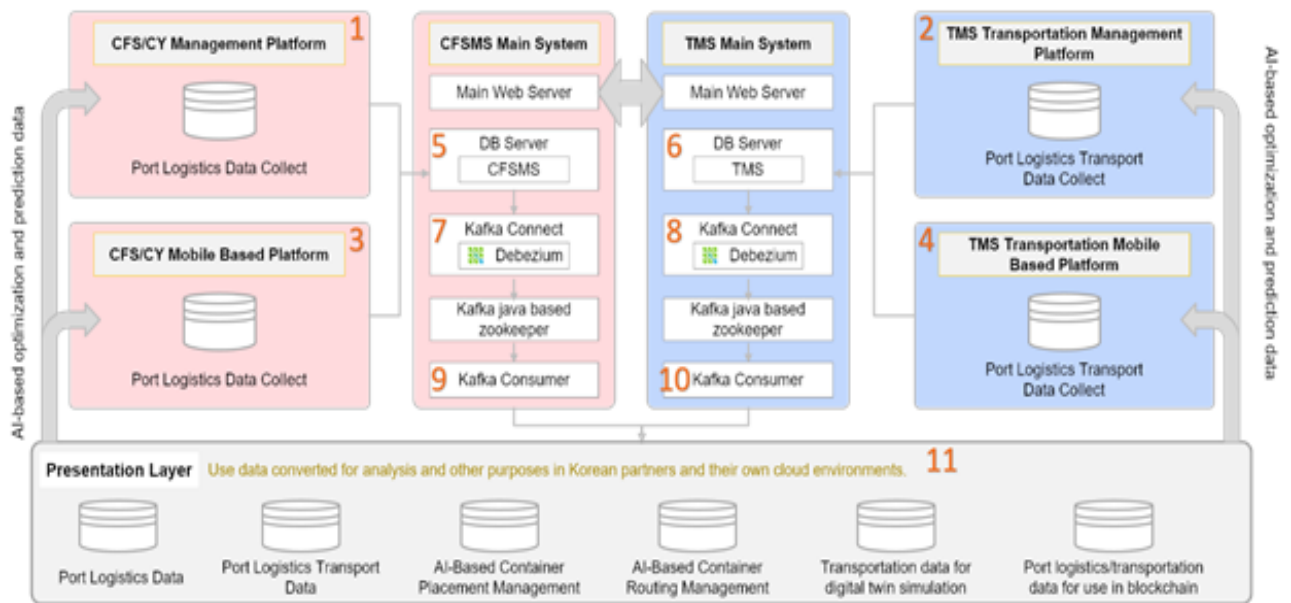 1
CFS/CY Management Platform
Port Logistics Data Collect
3
CFS/CY Mobile Based Platform
Port Logistics Data Collect
AI-based optimization and prediction data
CFSMS Main System
Main Web Server
5
DB Server
CFSMS
7
Kafka Connect
Debezium
Kafka java based
zookeeper
9
Kafka Consumer
TMS Main System
Main Web Server
6
DB Server
TMS
8
Kafka Connect
Debezium
Kafka java based
zookeeper
10
Kafka Consumer
2
TMS Transportation Management
Platform
Port Logistics Transport
Data Collect
4
TMS Transportation Mobile
Based Platform
Port Logistics Transport
Data Collect
AI-based optimization and prediction data
Presentation Layer
Use data converted for analysis and other purposes in Korean partners and their own cloud environments.
11
Port Logistics Data
Port Logistics Transport
Data
AI-Based Container
Placement Management
AI-Based Container
Routing Management
Transportation data for
digital twin simulation
Port logistics/transportation
data for use in blockchain